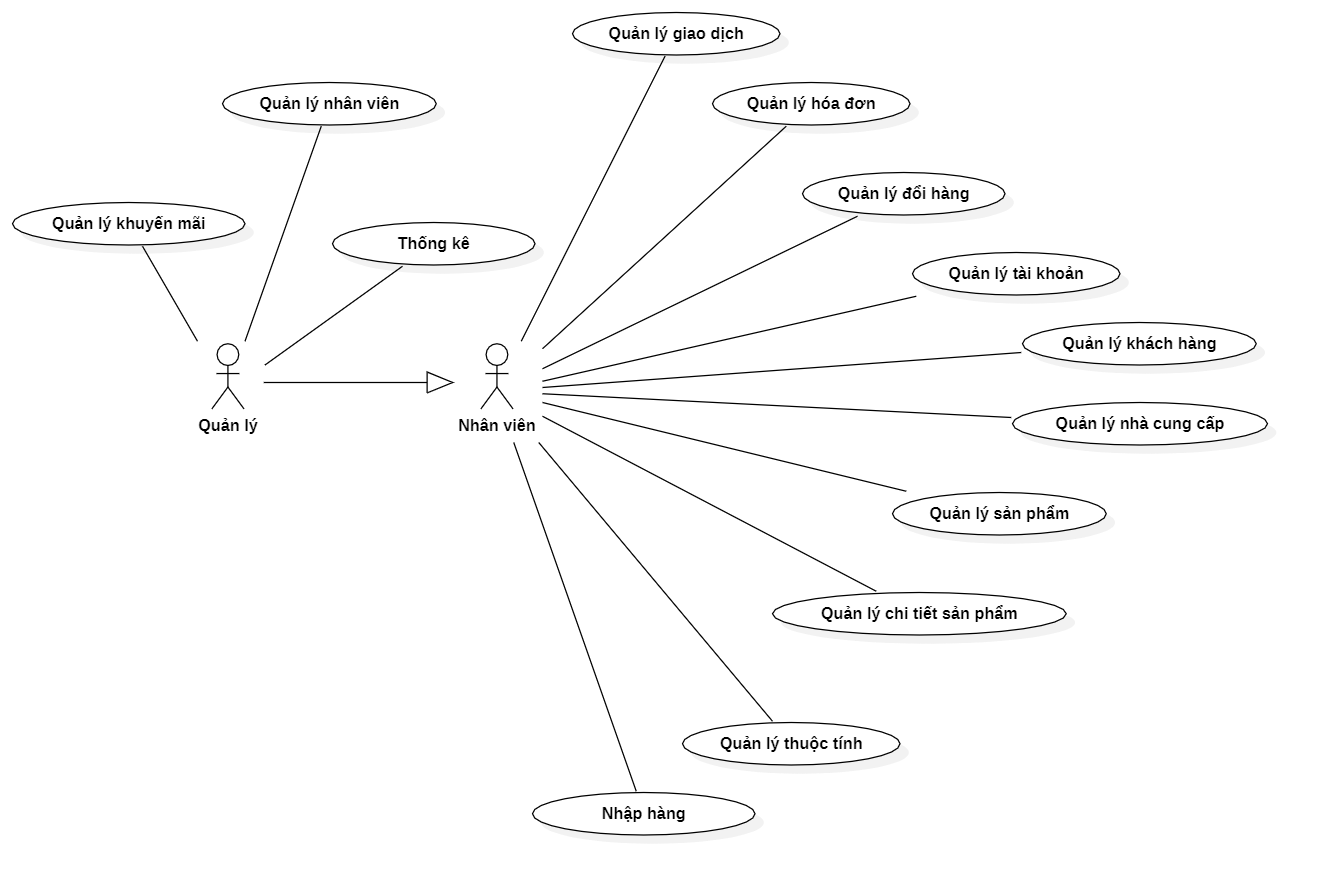 Quản lý giao dịch
Quản lý nhân viên
Quản lý hóa đơn
Quản lý đổi hàng
Quản lý khuyến mãi
Thống kê
Quản lý tài khoản
Quản lý khách hàng
Quản lý
Nhân viên
Quản lý nhà cung cấp
Quản lý sản phẩm
Quản lý chi tiết sản phẩm
Quản lý thuộc tính
Nhập hàng